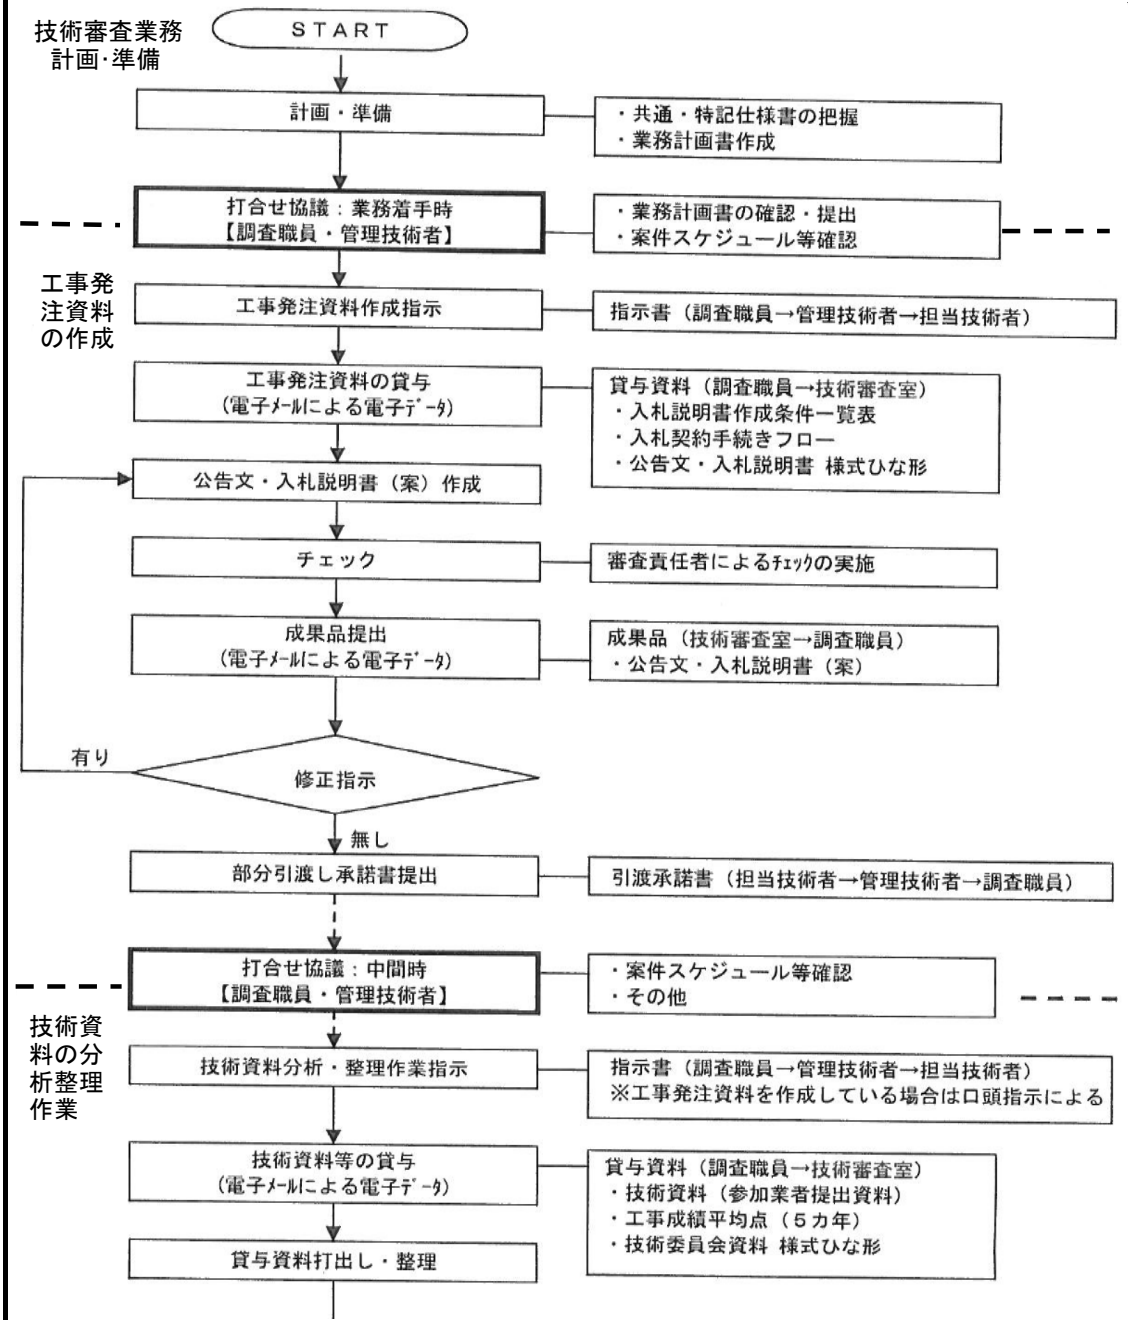 技術審査業務
計画･準備
START
計画・準備
・共通・特記仕様書の把握
・業務計画書作成
打合せ協議：業務着手時
【調査職員・管理技術者】
・業務計画書の確認・提出
・案件スケジュール等確認
工事発
注資料
の作成
工事発注資料作成指示
指示書（調査職員→管理技術者→担当技術者）
工事発注資料の貸与
(電子ﾒｰﾙによる電子ﾃﾞｰﾀ)
貸与資料（調査職員→技術審査室）
・入札説明書作成条件一覧表
・入札契約手続きフロー
・公告文・入札説明書 様式ひな形
公告文・入札説明書（案）作成
チェック
審査責任者によるﾁｪｯｸの実施
成果品提出
(電子ﾒｰﾙによる電子ﾃﾞｰﾀ)
成果品（技術審査室→調査職員）
・公告文・入札説明書（案）
有り
修正指示
無し
部分引渡し承諾書提出
引渡承諾書（担当技術者→管理技術者→調査職員）
打合せ協議：中間時
【調査職員・管理技術者】
・案件スケジュール等確認
・その他
技術資
料の分
析整理
作業
技術資料分析・整理作業指示
指示書（調査職員→管理技術者→担当技術者）
※工事発注資料を作成している場合は口頭指示による
技術資料等の貸与
(電子ﾒｰﾙによる電子ﾃﾞｰﾀ)
貸与資料（調査職員→技術審査室）
・技術資料（参加業者提出資料）
・工事成績平均点（５カ年）
・技術委員会資料 様式ひな形
貸与資料打出し・整理